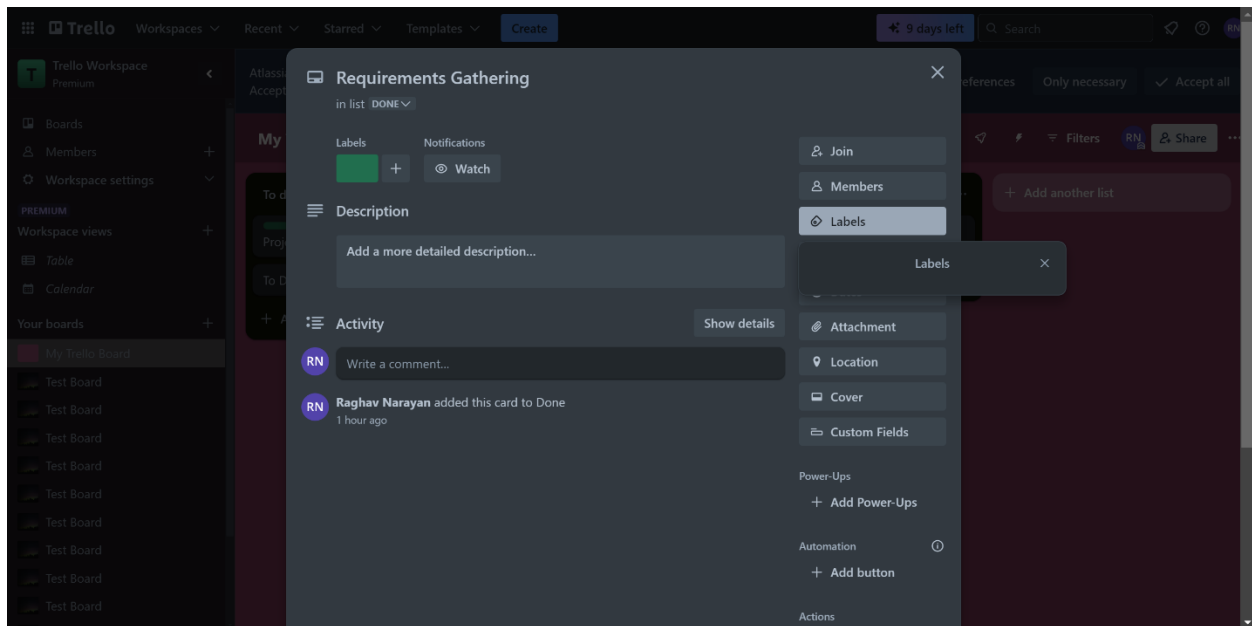 Trello
Workspaces
Recent
Starred
Templates
Create
9 days left
Search
RN
T
Trello Workspace
Premium
Boards
Members
Workspace settings
PREMIUM
Workspace views
Table
Calendar
Your boards
My Trello Board
Test Board
Test Board
Test Board
Test Board
Test Board
Test Board
Test Board
Test Board
Test Board
Accept
Only necessary
Accept all
My
Filters
RN
Share
To d
Proj
To D
Add another list
Requirements Gathering
in list DONE
Labels
Notifications
Watch
Description
Add a more detailed description...
Activity
Show details
RN
Write a comment...
RN
Raghav Narayan added this card to Done
1 hour ago
Join
Members
Labels
Labels
Attachment
Location
Cover
Custom Fields
Power-Ups
Add Power-Ups
Automation
Add button
Actions